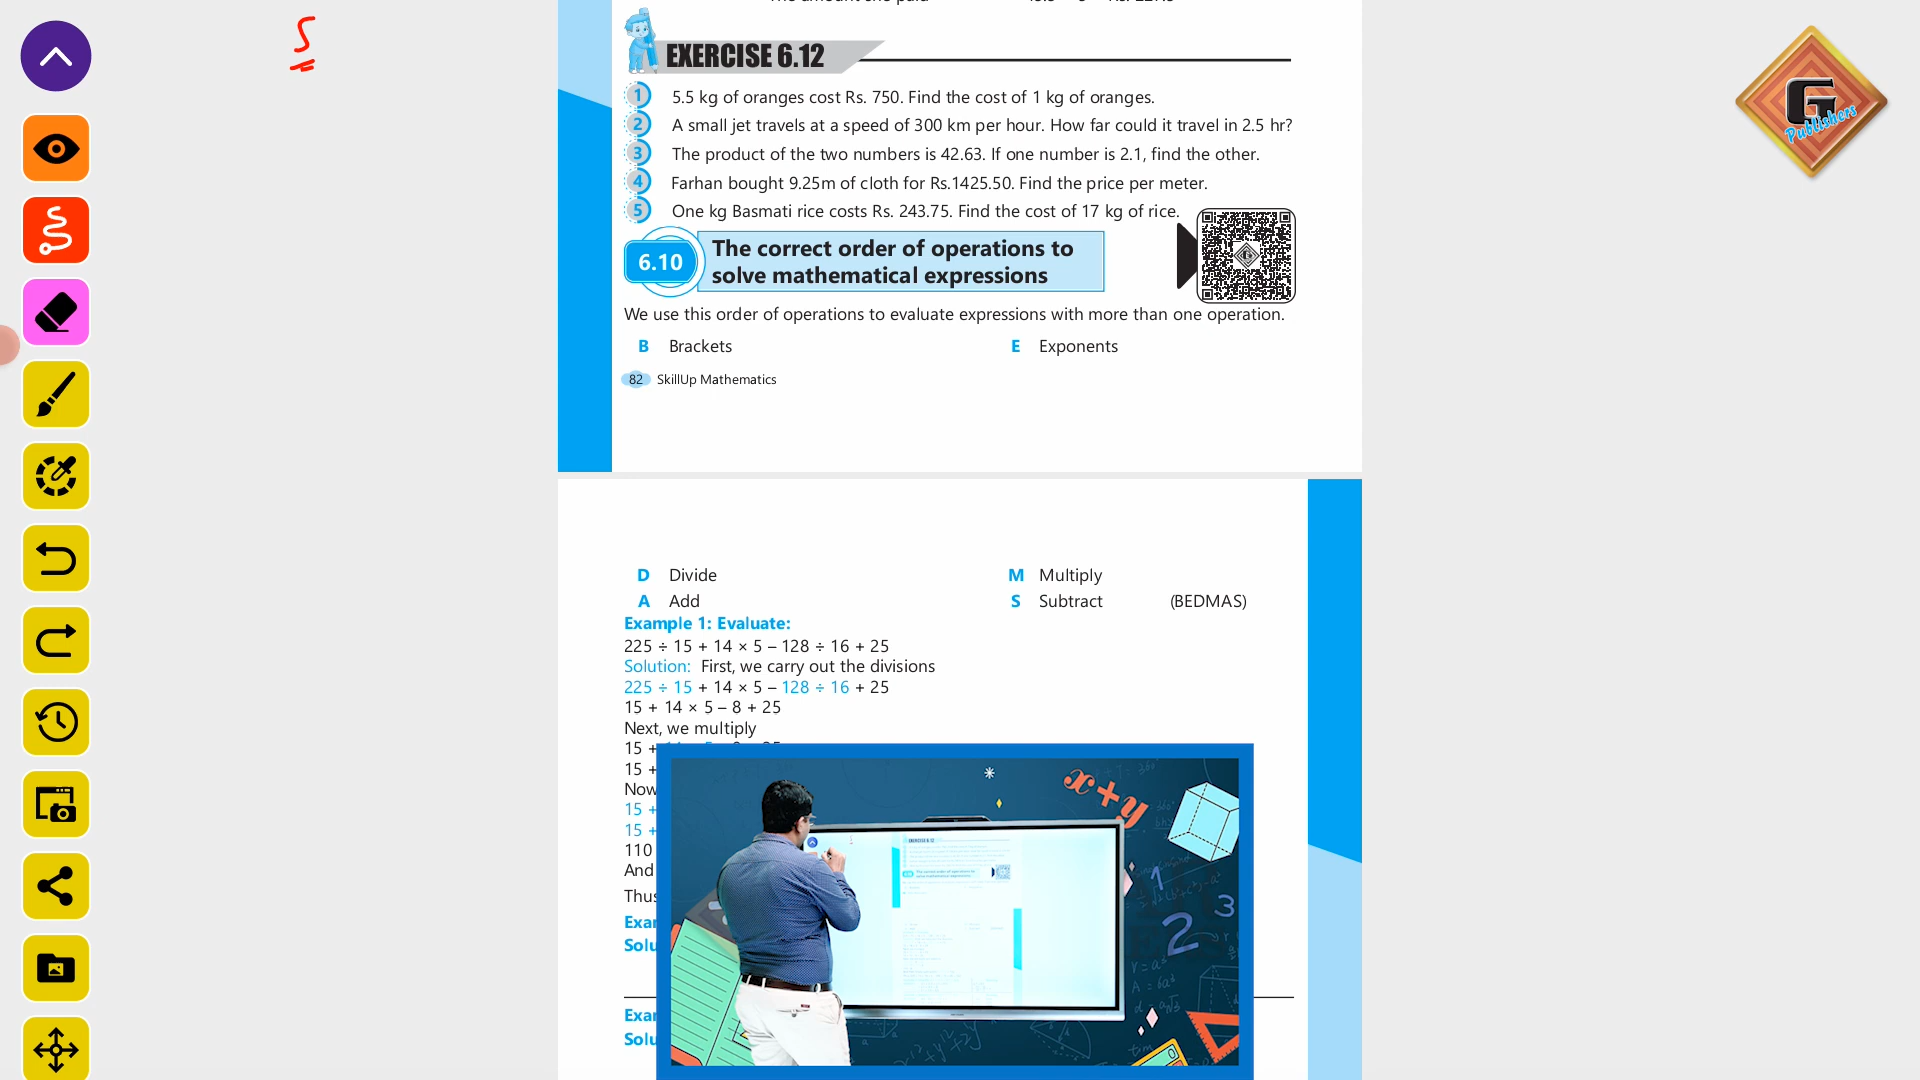 S
EXERCISE 6.12
1 5.5 kg of oranges cost Rs. 750. Find the cost of 1 kg of oranges.
2 A small jet travels at a speed of 300 km per hour. How far could it travel in 2.5 hr?
3 The product of the two numbers is 42.63. If one number is 2.1, find the other.
4 Farhan bought 9.25m of cloth for Rs.1425.50. Find the price per meter.
5 One kg Basmati rice costs Rs. 243.75. Find the cost of 17 kg of rice.
6.10 The correct order of operations to
solve mathematical expressions
We use this order of operations to evaluate expressions with more than one operation.
B Brackets E Exponents
82 SkillUp Mathematics
D Divide M Multiply
A Add S Subtract (BEDMAS)
Example 1: Evaluate:
225 ÷ 15 + 14 × 5 – 128 ÷ 16 + 25
Solution: First, we carry out the divisions
225 ÷ 15 + 14 × 5 – 128 ÷ 16 + 25
15 + 14 × 5 – 8 + 25
Next, we multiply
15 +
15 +
Now
15 +
15 +
110
And
Thus
x+y
1
2
3
G
Publishers